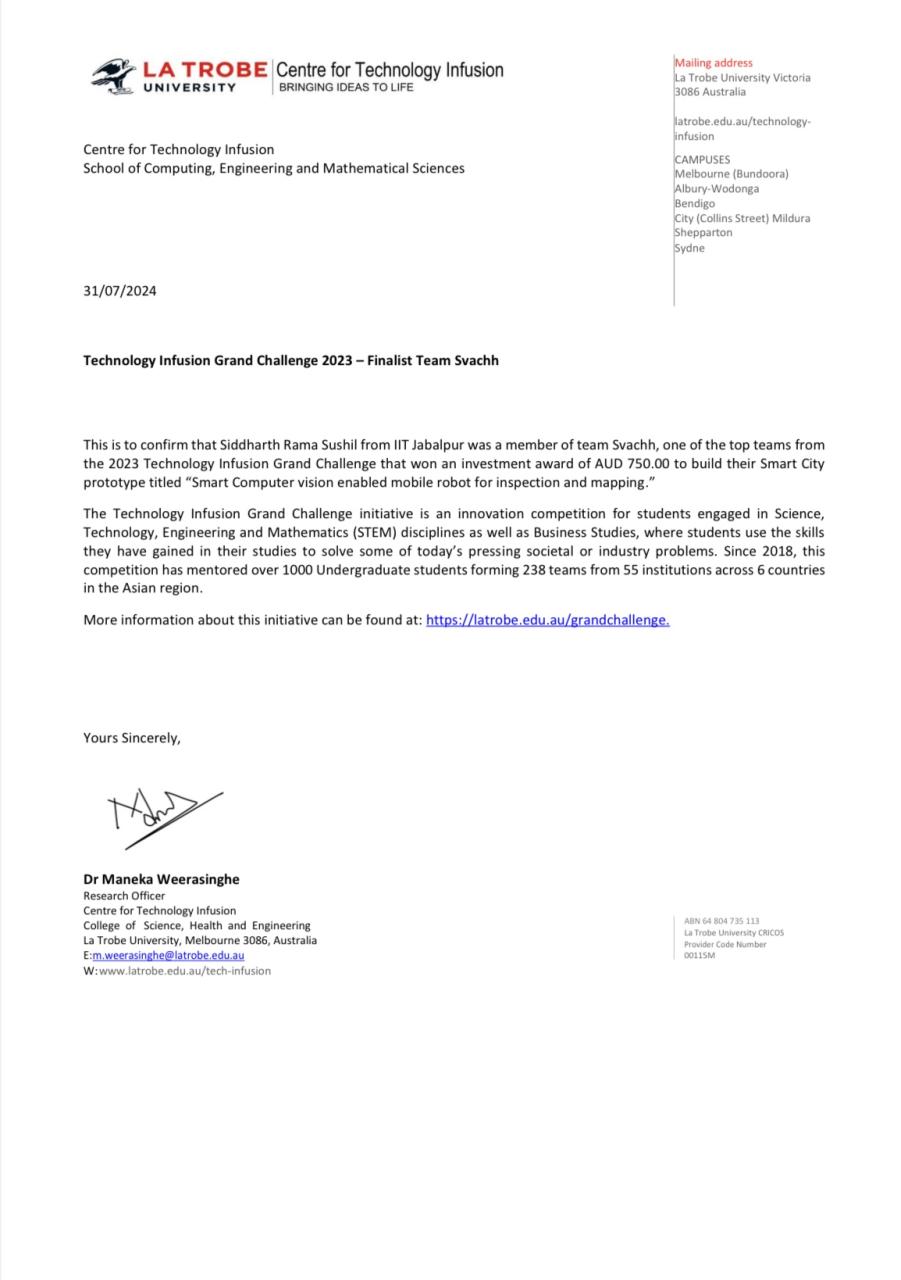 LA TROBE UNIVERSITY
Centre for Technology Infusion
BRINGING IDEAS TO LIFE
Mailing address
La Trobe University Victoria
3086 Australia
latrobe.edu.au/technology-
infusion
CAMPUSES
Melbourne (Bundoora)
Albury-Wodonga
Bendigo
City (Collins Street) Mildura
Shepparton
Sydne
Centre for Technology Infusion
School of Computing, Engineering and Mathematical Sciences
31/07/2024
Technology Infusion Grand Challenge 2023 – Finalist Team Svachh
This is to confirm that Siddharth Rama Sushil from IIT Jabalpur was a member of team Svachh, one of the top teams from
the 2023 Technology Infusion Grand Challenge that won an investment award of AUD 750.00 to build their Smart City
prototype titled “Smart Computer vision enabled mobile robot for inspection and mapping.”
The Technology Infusion Grand Challenge initiative is an innovation competition for students engaged in Science,
Technology, Engineering and Mathematics (STEM) disciplines as well as Business Studies, where students use the skills
they have gained in their studies to solve some of today’s pressing societal or industry problems. Since 2018, this
competition has mentored over 1000 Undergraduate students forming 238 teams from 55 institutions across 6 countries
in the Asian region.
More information about this initiative can be found at: https://latrobe.edu.au/grandchallenge.
Yours Sincerely,
Dr Maneka Weerasinghe
Research Officer
Centre for Technology Infusion
College of Science, Health and Engineering
La Trobe University, Melbourne 3086, Australia
E:m.weerasinghe@latrobe.edu.au
W:www.latrobe.edu.au/tech-infusion
ABN 64 804 735 113
La Trobe University CRICOS
Provider Code Number
00115M